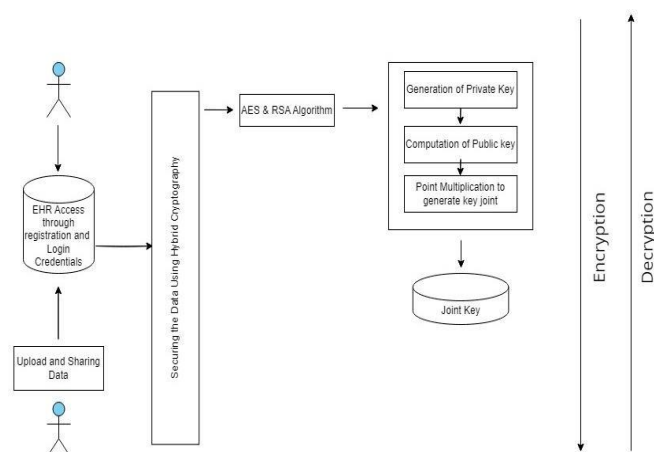 EHR Access
through
registration and
Login
Credentials
Upload and Sharing
Data
Securing the Data Using Hybrid Cryptography
AES & RSA Algorithm
Generation of Private Key
Computation of Public key
Point Multiplication to
generate key joint
Joint Key
Encryption
Decryption